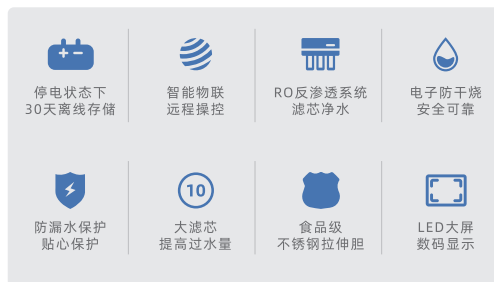 停电状态下
30天离线存储
智能物联
远程操控
RO反渗透系统
滤芯净水
电子防干烧
安全可靠
防漏水保护
贴心保护
10
大滤芯
提高过水量
食品级
不锈钢拉伸胆
LED大屏
数码显示